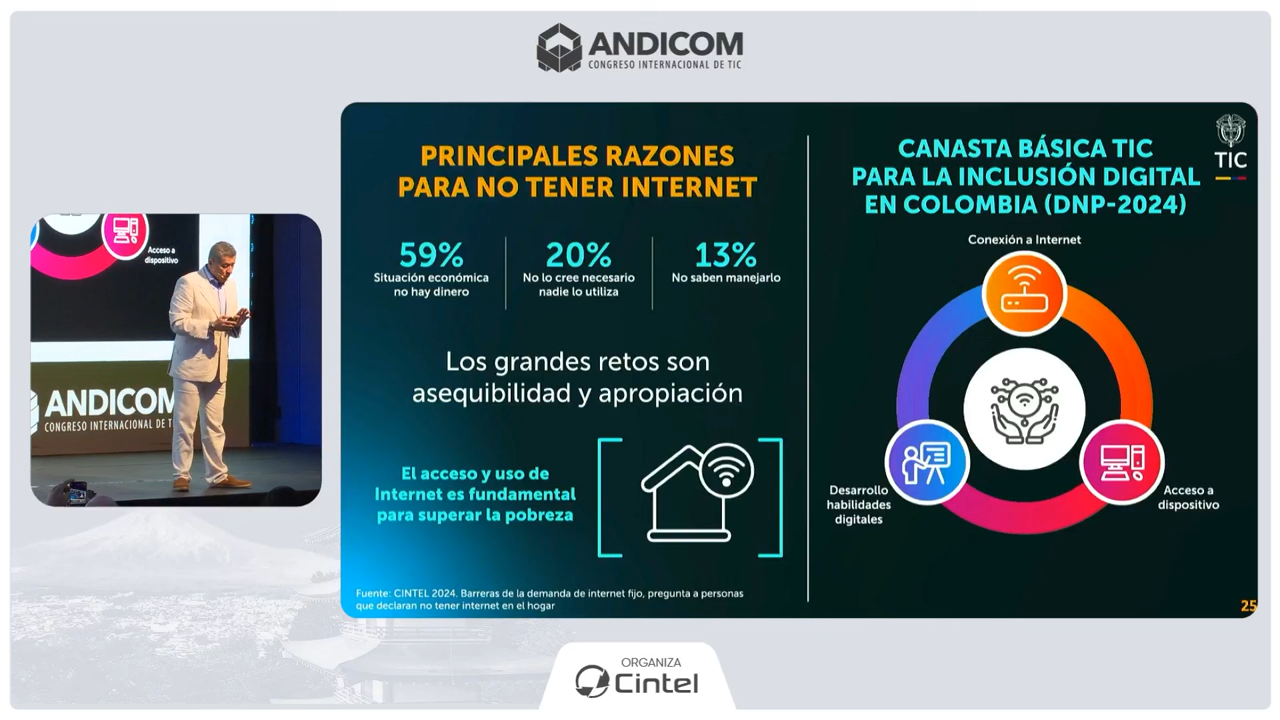 ANDICOM
CONGRESO INTERNACIONAL DE TIC
PRINCIPALES RAZONES
PARA NO TENER INTERNET
59%
Situación económica
no hay dinero
20%
No lo cree necesario
nadie lo utiliza
13%
No saben manejarlo
Los grandes retos son
asequibilidad y apropiación
El acceso y uso de
Internet es fundamental
para superar la pobreza
Fuente: CINTEL 2024. Barreras de la demanda de internet fijo, pregunta a personas
que declaran no tener internet en el hogar
CANASTA BÁSICA TIC
PARA LA INCLUSIÓN DIGITAL
EN COLOMBIA (DNP-2024)
TIC
Conexión a Internet
Desarrollo
habilidades
digitales
Acceso a
dispositivo
25
Acceso a
dispositivo
ANDICOM
CONGRESO INTERNACIONAL DE T
ORGANIZA
Cintel